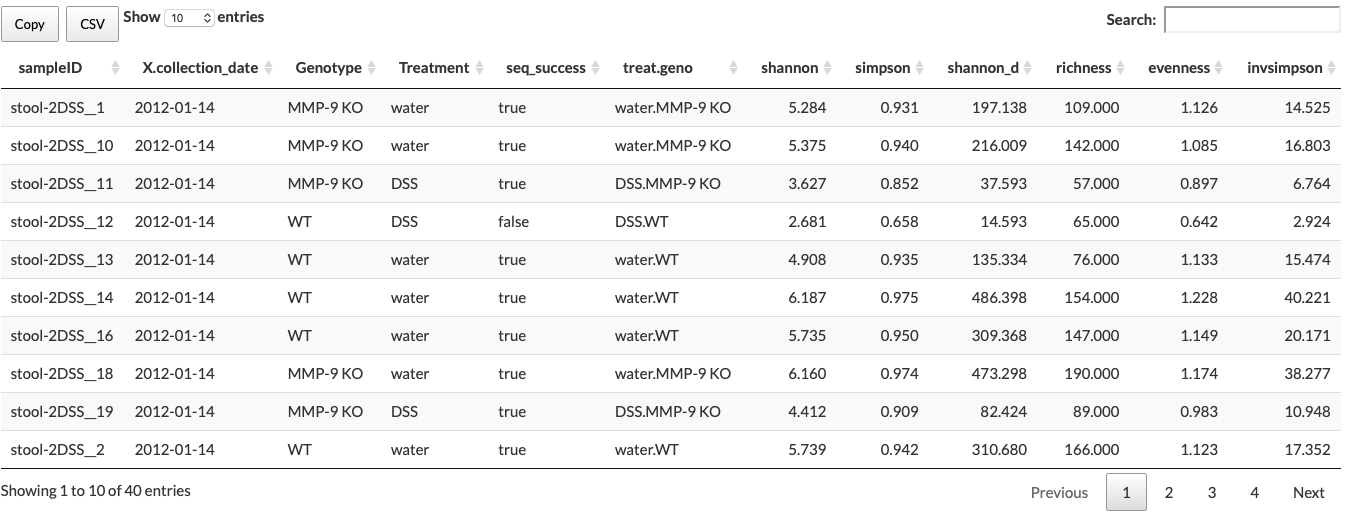 Copy CSV Show 10 entries Search:
sampleID X.collection_date Genotype Treatment seq_success treat.geno shannon simpson shannon_d richness evenness invsimpson
stool-2DSS__1 2012-01-14 MMP-9 KO water true water.MMP-9 KO 5.284 0.931 197.138 109.000 1.126 14.525
stool-2DSS__10 2012-01-14 MMP-9 KO water true water.MMP-9 KO 5.375 0.940 216.009 142.000 1.085 16.803
stool-2DSS__11 2012-01-14 MMP-9 KO DSS true DSS.MMP-9 KO 3.627 0.852 37.593 57.000 0.897 6.764
stool-2DSS__12 2012-01-14 WT DSS false DSS.WT 2.681 0.658 14.593 65.000 0.642 2.924
stool-2DSS__13 2012-01-14 WT water true water.WT 4.908 0.935 135.334 76.000 1.133 15.474
stool-2DSS__14 2012-01-14 WT water true water.WT 6.187 0.975 486.398 154.000 1.228 40.221
stool-2DSS__16 2012-01-14 WT water true water.WT 5.735 0.950 309.368 147.000 1.149 20.171
stool-2DSS__18 2012-01-14 MMP-9 KO water true water.MMP-9 KO 6.160 0.974 473.298 190.000 1.174 38.277
stool-2DSS__19 2012-01-14 MMP-9 KO DSS true DSS.MMP-9 KO 4.412 0.909 82.424 89.000 0.983 10.948
stool-2DSS__2 2012-01-14 WT water true water.WT 5.739 0.942 310.680 166.000 1.123 17.352
Showing 1 to 10 of 40 entries Previous 1 2 3 4 Next